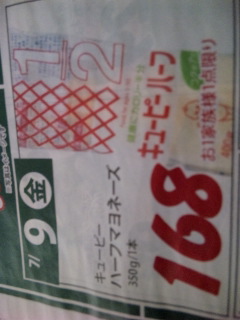 1/2
キユーピーハーフ
お1家族様1点限り
7/9 金
キユーピー
ハーフマヨネーズ
350g/1本
168